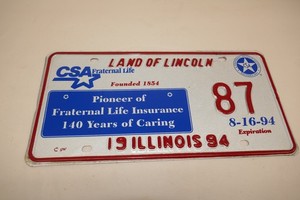 LAND OF LINCOLN
CSA Fraternal Life
Founded 1854
Pioneer of
Fraternal Life Insurance
140 Years of Caring
87
8-16-94
Expiration
19 ILLINOIS 94